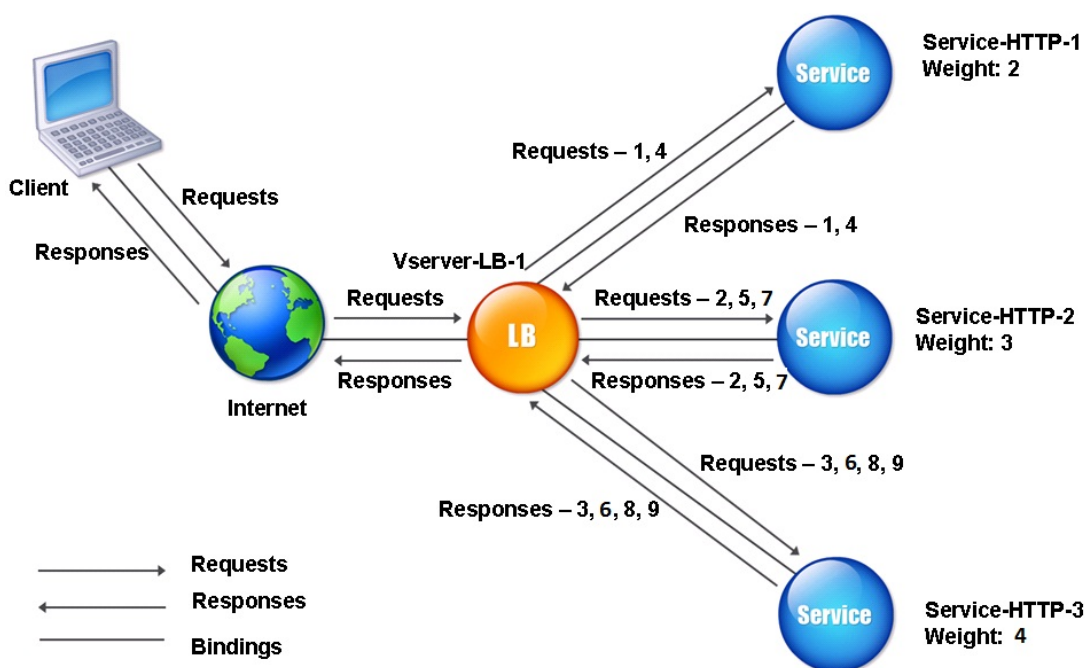 Service-HTTP-1
Weight: 2
Service
Requests – 1, 4
Client
Requests
Responses
Responses – 1, 4
Vserver-LB-1
Requests
LB
Requests – 2, 5, 7
Service
Service-HTTP-2
Weight: 3
Responses
Responses – 2, 5, 7
Internet
Requests – 3, 6, 8, 9
Responses – 3, 6, 8, 9
Requests
Responses
Bindings
Service
Service-HTTP-3
Weight: 4